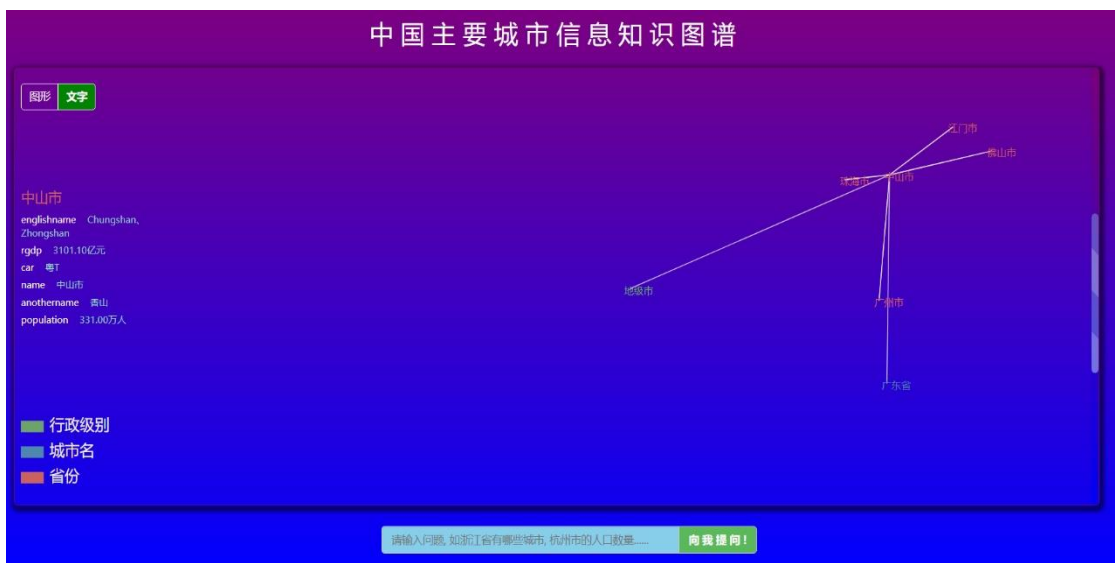 中国主要城市信息知识图谱
图形 文字
江门市
佛山市
珠海市
中山市
中山市
englishname Chungshan,
Zhongshan
rgdp 3101.10亿元
car 粤T
name 中山市
anothername 香山
population 331.00万人
地级市
广州市
广东省
行政级别
城市名
省份
请输入问题, 如浙江省有哪些城市, 杭州市的人口数量......
向我提问!